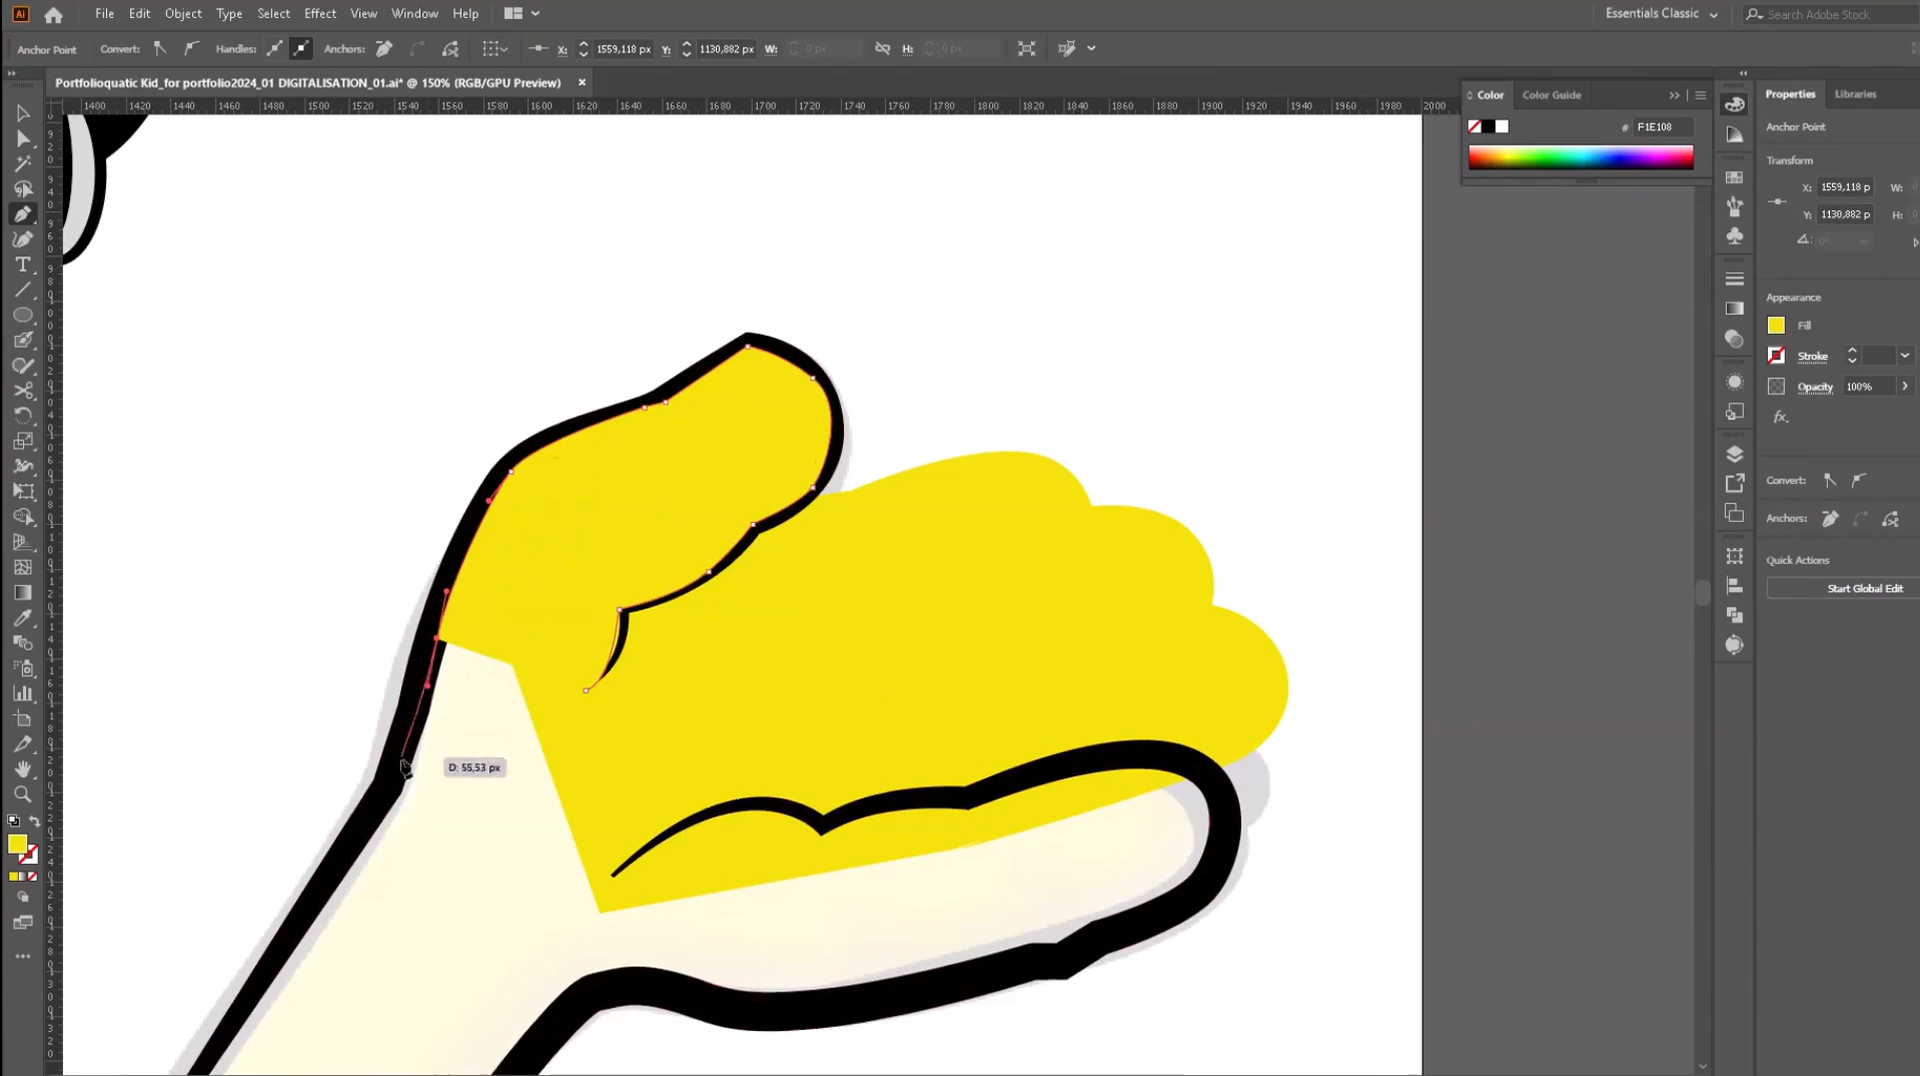 Ai File Edit Object Type Select Effect View Window Help Essentials Classic Search Adobe Stock
Anchor Point Convert: Handles: Anchors: X: 1559,118 px Y: 1130,882 px W: 0 px H: 0 px
Portfolioquatic Kid_for portfolio2024_01 DIGITALISATION_01.ai* @ 150% (RGB/GPU Preview) ×
1400 1420 1440 1460 1480 1500 1520 1540 1560 1580 1600 1620 1640 1660 1680 1700 1720 1740 1760 1780 1800 1820 1840 1860 1880 1900 1920 1940 1960 1980 2000
Color Color Guide
# F1E108
Properties Libraries
Anchor Point
Transform
X: 1559,118 p W:
Y: 1130,882 p H:
Appearance
Fill
Stroke
Opacity 100%
fx.
Convert:
Anchors:
Quick Actions
Start Global Edit
D: 55,53 px